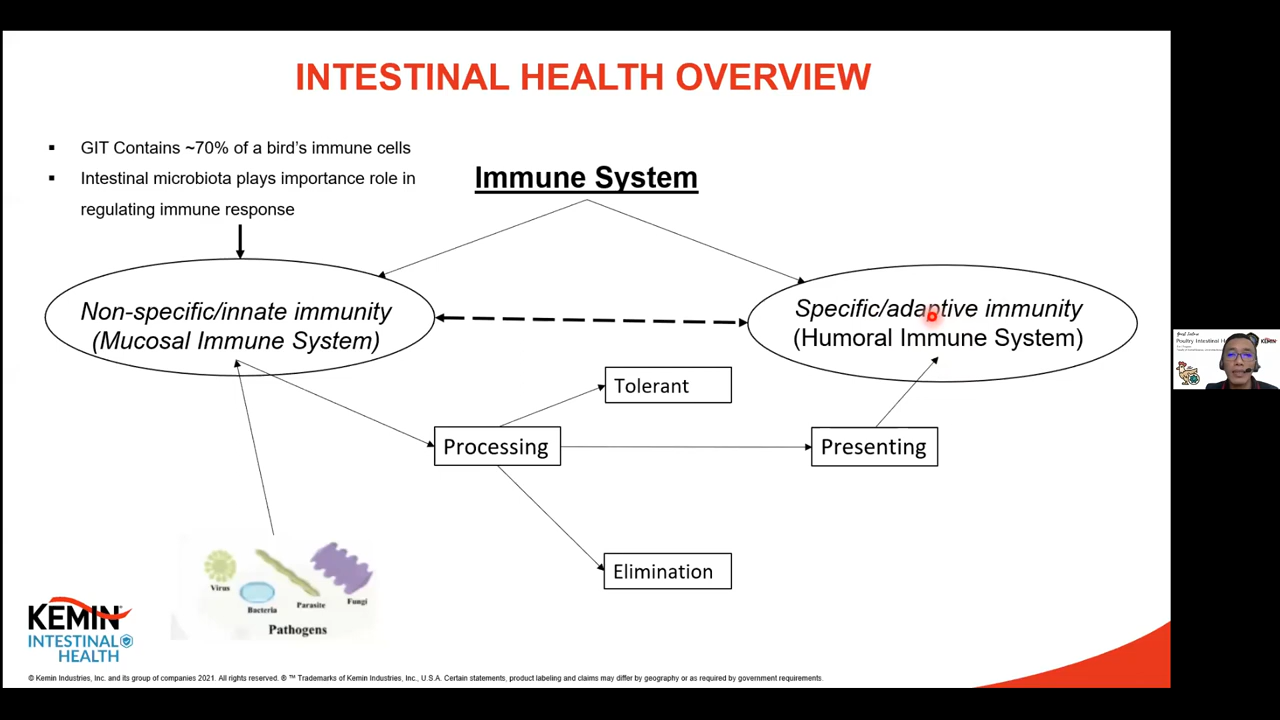 INTESTINAL HEALTH OVERVIEW
▪ GIT Contains ~70% of a bird's immune cells
▪ Intestinal microbiota plays importance role in
regulating immune response
Immune System
Non-specific/innate immunity
(Mucosal Immune System)
Specific/adaptive immunity
(Humoral Immune System)
Tolerant
Processing
Presenting
Elimination
Virus
Bacteria
Parasite
Fungi
Pathogens
KEMIN
INTESTINAL
HEALTH
© Kemin Industries, Inc. and its group of companies 2021. All rights reserved. ® ™ Trademarks of Kemin Industries, Inc., U.S.A. Certain statements, product labeling and claims may differ by geography or as required by government requirements.
Poultry Intestinal
KEMIN